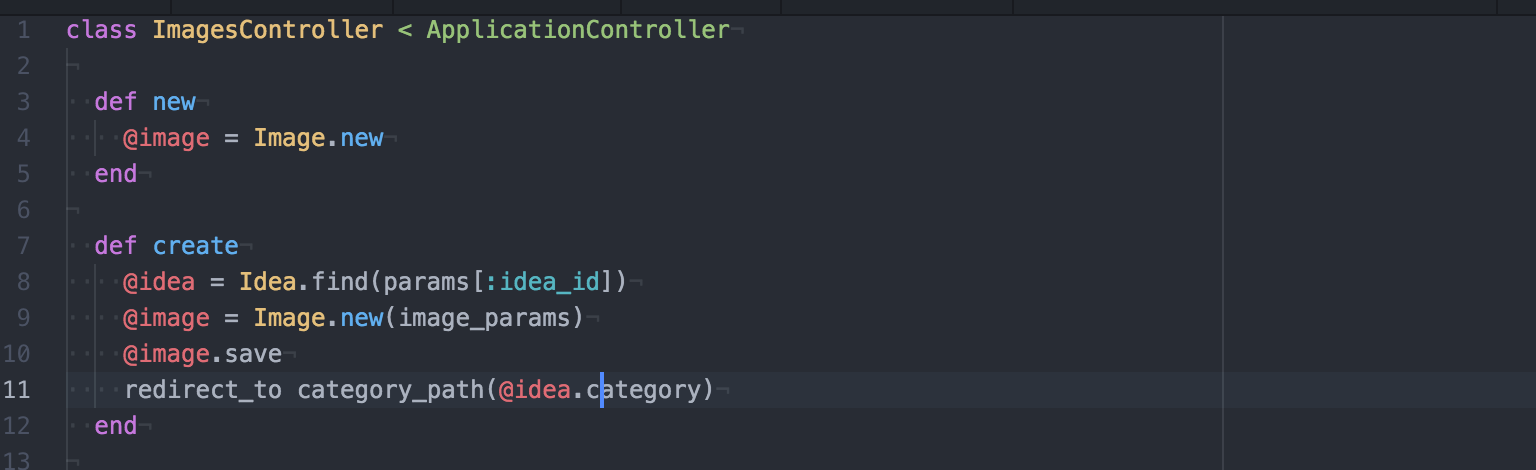 1 class ImagesController < ApplicationController¬
2 ¬
3 def new¬
4 @image = Image.new¬
5 end¬
6 ¬
7 def create¬
8 @idea = Idea.find(params[:idea_id])¬
9 @image = Image.new(image_params)¬
10 @image.save¬
11 redirect_to category_path(@idea.category)¬
12 end¬
13 ¬